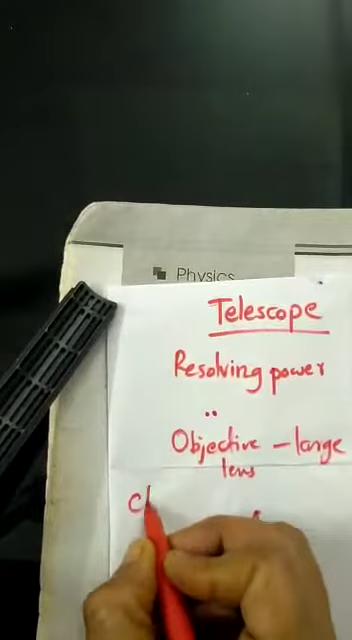 Physics
Telescope
Resolving power
..
Objective - large
lens